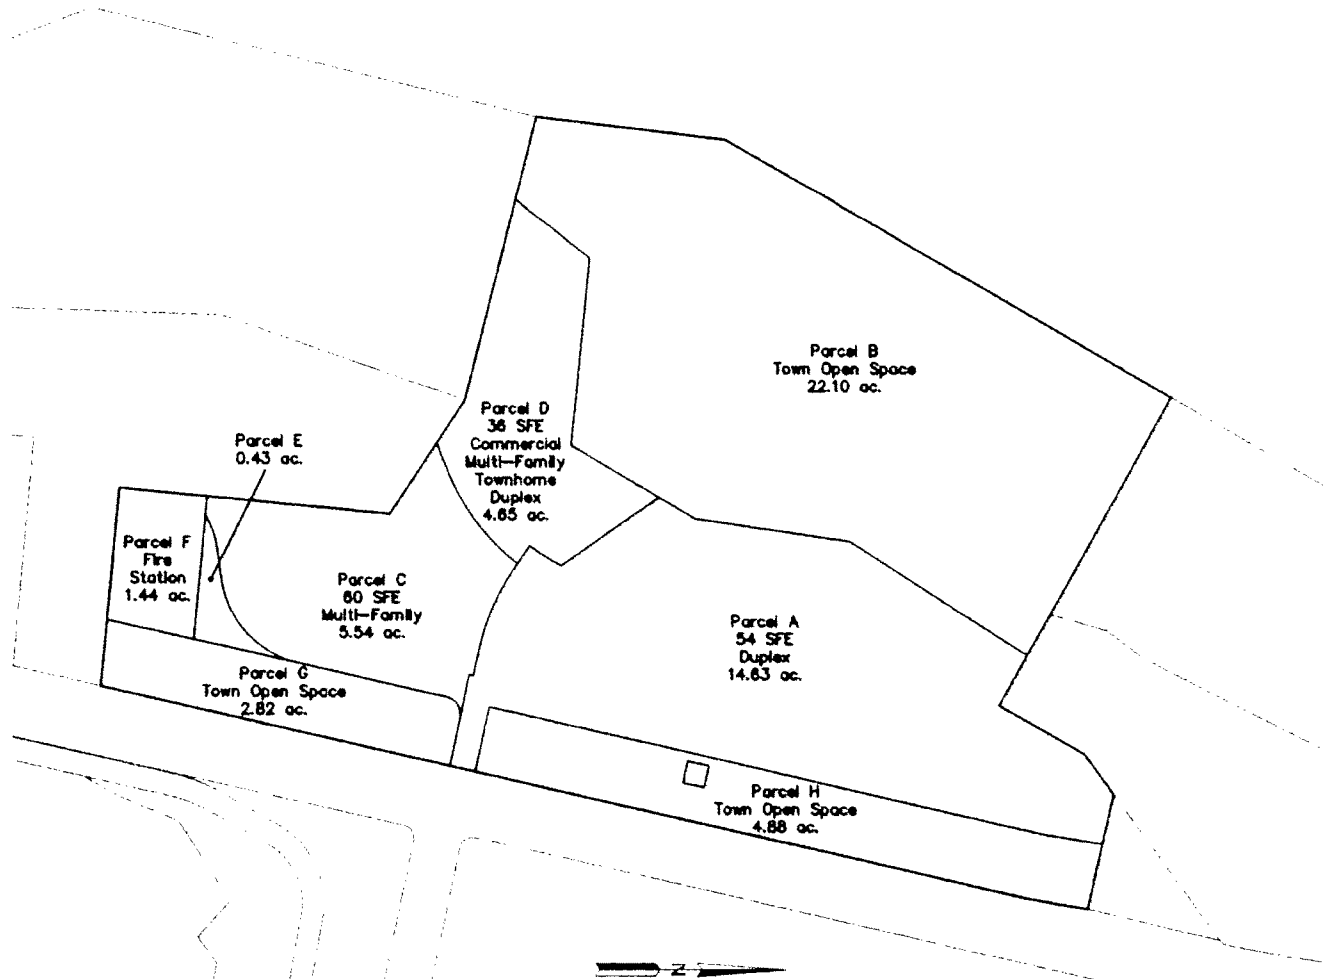 Parcel B
Town Open Space
22.10 ac.
Parcel D
36 SFE
Commercial
Multi-Family
Townhome
Duplex
4.65 ac.
Parcel E
0.43 ac.
Parcel F
Fire
Station
1.44 ac.
Parcel C
60 SFE
Multi-Family
5.54 ac.
Parcel A
54 SFE
Duplex
14.63 ac.
Parcel G
Town Open Space
2.82 ac.
Parcel H
Town Open Space
4.88 ac.
N